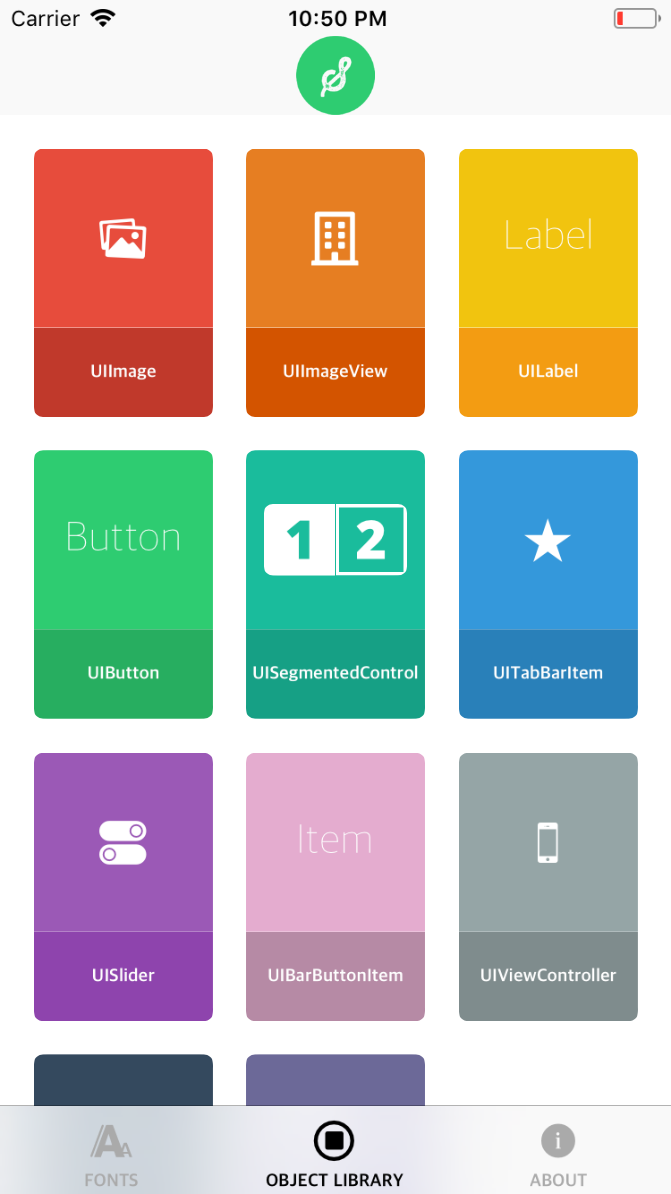 Carrier 10:50 PM
Label
UIImage UIImageView UILabel
Button 1 2
UIButton UISegmentedControl UITabBarItem
Item
UISlider UIBarButtonItem UIViewController
FONTS OBJECT LIBRARY ABOUT